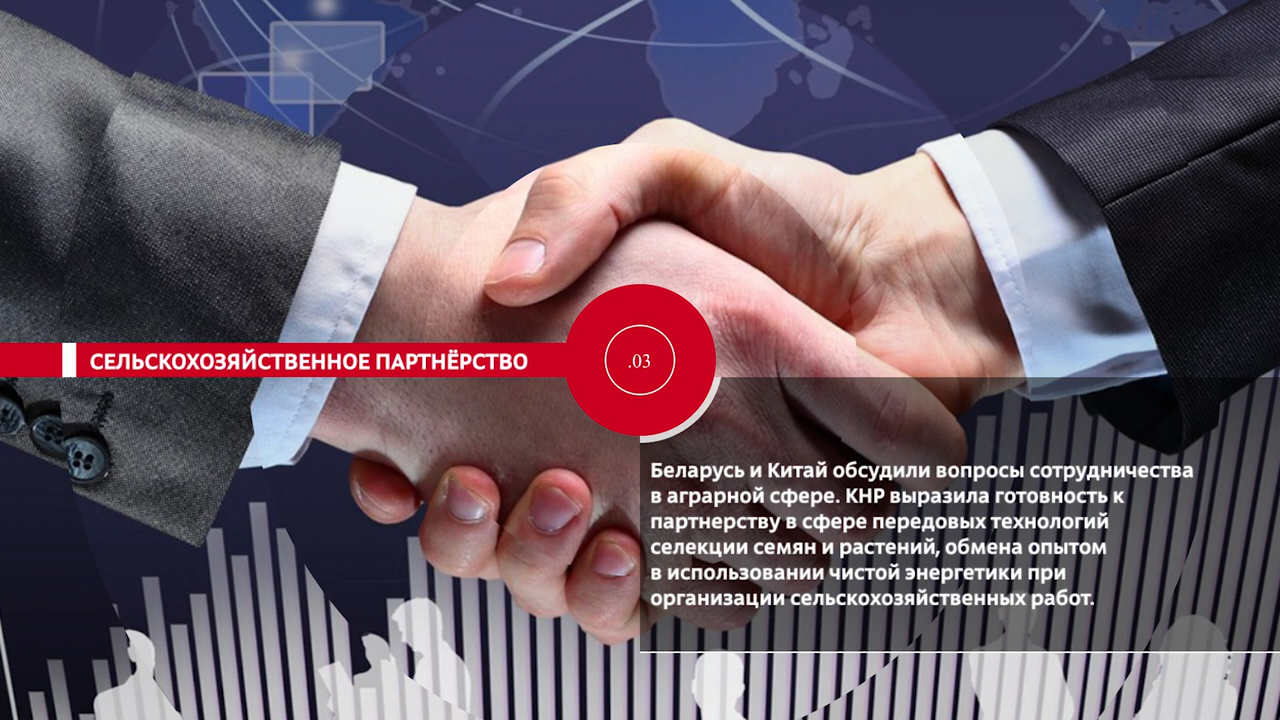 СЕЛЬСКОХОЗЯЙСТВЕННОЕ ПАРТНЁРСТВО
.03
Беларусь и Китай обсудили вопросы сотрудничества
в аграрной сфере. КНР выразила готовность к
партнерству в сфере передовых технологий
селекции семян и растений, обмена опытом
в использовании чистой энергетики при
организации сельскохозяйственных работ.